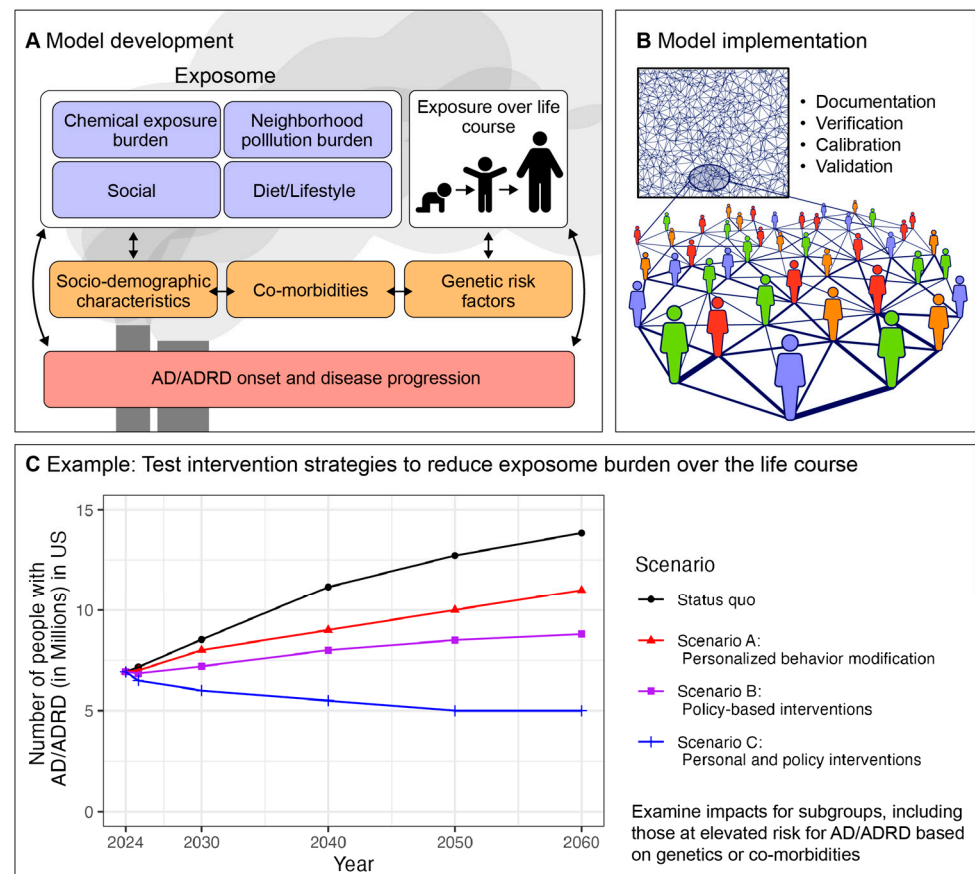 A Model development
Exposome
Chemical exposure
burden
Neighborhood
polllution burden
Social
Diet/Lifestyle
Exposure over life
course
Socio-demographic
characteristics
Co-morbidities
Genetic risk
factors
AD/ADRD onset and disease progression
B Model implementation
• Documentation
• Verification
• Calibration
• Validation
C Example: Test intervention strategies to reduce exposome burden over the life course
Number of people with
AD/ADRD (in Millions) in US
15
10
5
0
2024
2030
2040
2050
2060
Year
Scenario
Status quo
Scenario A:
Personalized behavior modification
Scenario B:
Policy-based interventions
Scenario C:
Personal and policy interventions
Examine impacts for subgroups, including
those at elevated risk for AD/ADRD based
on genetics or co-morbidities